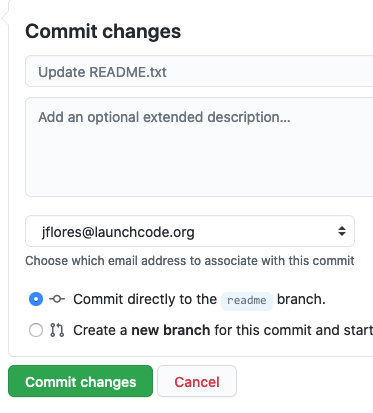 Commit changes
Update README.txt
Add an optional extended description...
jflores@launchcode.org
Choose which email address to associate with this commit
Commit directly to the readme branch.
Create a new branch for this commit and start
Commit changes Cancel